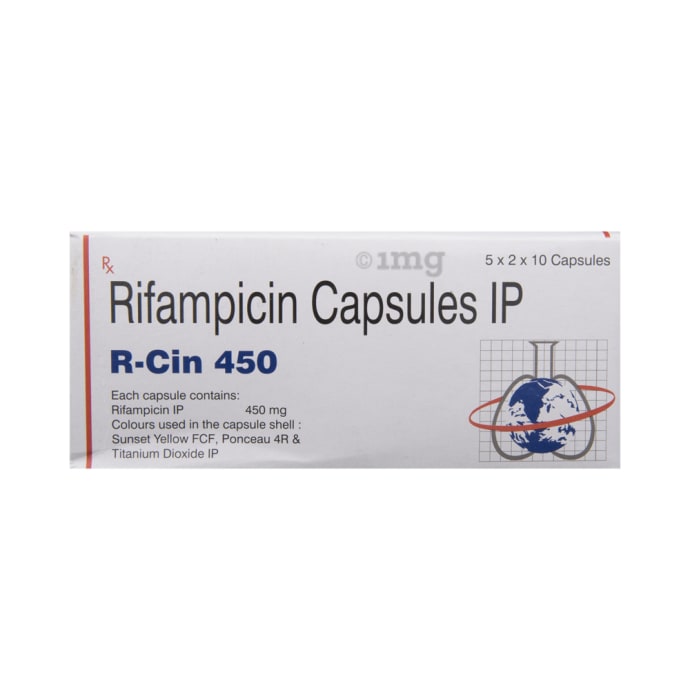 ©1mg
Rx
5 x 2 x 10 Capsules
Rifampicin Capsules IP
R-Cin 450
Each capsule contains:
Rifampicin IP 450 mg
Colours used in the capsule shell :
Sunset Yellow FCF, Ponceau 4R &
Titanium Dioxide IP